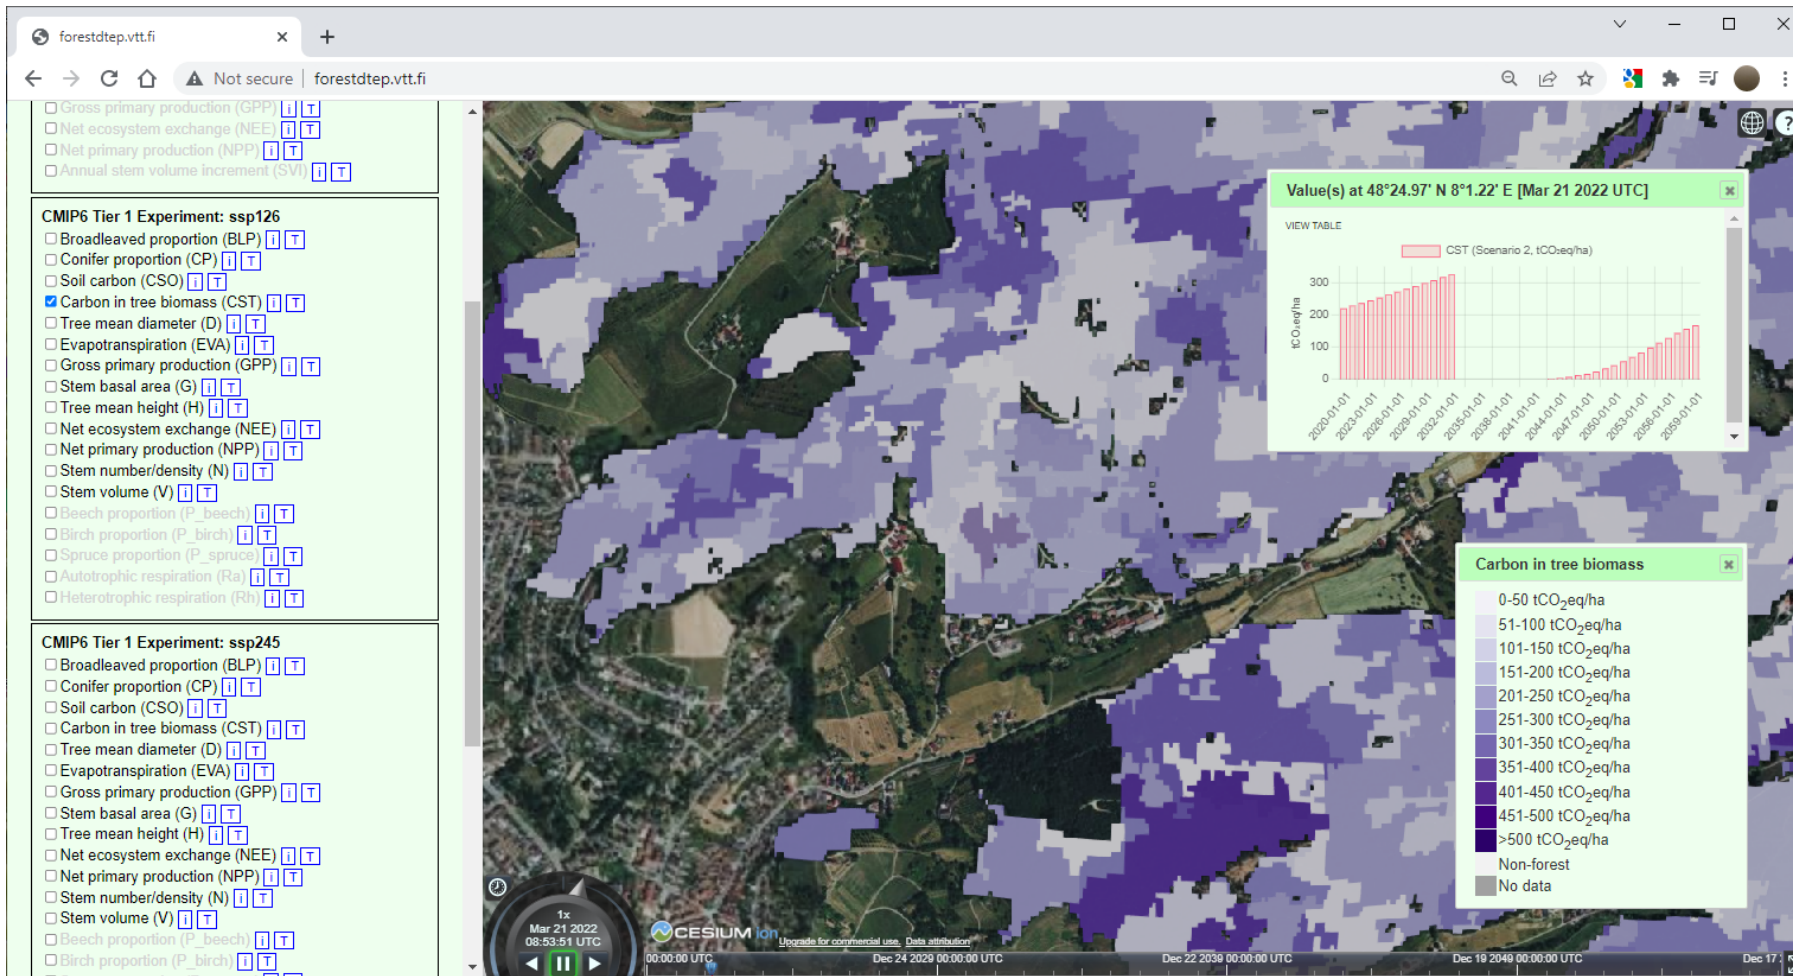 forestdtep.vtt.fi
Not secure
forestdtep.vtt.fi
Gross primary production (GPP) i T
Net ecosystem exchange (NEE) i T
Net primary production (NPP) i T
Annual stem volume increment (SVI) i T
CMIP6 Tier 1 Experiment: ssp126
Broadleaved proportion (BLP) i T
Conifer proportion (CP) i T
Soil carbon (CSO) i T
Carbon in tree biomass (CST) i T
Tree mean diameter (D) i T
Evapotranspiration (EVA) i T
Gross primary production (GPP) i T
Stem basal area (G) i T
Tree mean height (H) i T
Net ecosystem exchange (NEE) i T
Net primary production (NPP) i T
Stem number/density (N) i T
Stem volume (V) i T
Beech proportion (P_beech) i T
Birch proportion (P_birch) i T
Spruce proportion (P_spruce) i T
Autotrophic respiration (Ra) i T
Heterotrophic respiration (Rh) i T
CMIP6 Tier 1 Experiment: ssp245
Broadleaved proportion (BLP) i T
Conifer proportion (CP) i T
Soil carbon (CSO) i T
Carbon in tree biomass (CST) i T
Tree mean diameter (D) i T
Evapotranspiration (EVA) i T
Gross primary production (GPP) i T
Stem basal area (G) i T
Tree mean height (H) i T
Net ecosystem exchange (NEE) i T
Net primary production (NPP) i T
Stem number/density (N) i T
Stem volume (V) i T
Beech proportion (P_beech) i T
Birch proportion (P_birch) i T
Value(s) at 48°24.97' N 8°1.22' E [Mar 21 2022 UTC]
VIEW TABLE
CST (Scenario 2, tCO₂eq/ha)
tCO₂eq/ha
300
200
100
0
2020-01-01
2023-01-01
2026-01-01
2029-01-01
2032-01-01
2035-01-01
2038-01-01
2041-01-01
2044-01-01
2047-01-01
2050-01-01
2053-01-01
2056-01-01
2059-01-01
Carbon in tree biomass
0-50 tCO₂eq/ha
51-100 tCO₂eq/ha
101-150 tCO₂eq/ha
151-200 tCO₂eq/ha
201-250 tCO₂eq/ha
251-300 tCO₂eq/ha
301-350 tCO₂eq/ha
351-400 tCO₂eq/ha
401-450 tCO₂eq/ha
451-500 tCO₂eq/ha
>500 tCO₂eq/ha
Non-forest
No data
1x
Mar 21 2022
08:53:51 UTC
CESIUM ion
Upgrade for commercial use. Data attribution
00:00:00 UTC
Dec 24 2029 00:00:00 UTC
Dec 22 2039 00:00:00 UTC
Dec 19 2049 00:00:00 UTC
Dec 17